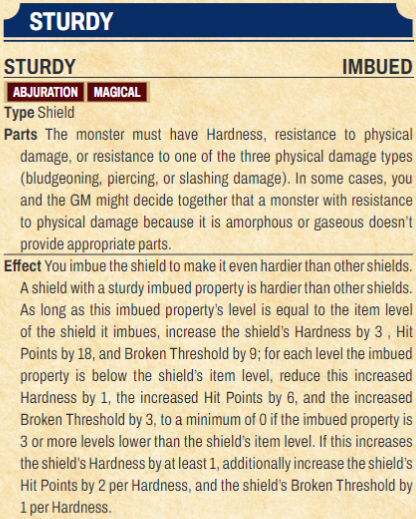 STURDY
STURDY IMBUED
ABJURATION MAGICAL
Type Shield
Parts The monster must have Hardness, resistance to physical
damage, or resistance to one of the three physical damage types
(bludgeoning, piercing, or slashing damage). In some cases, you
and the GM might decide together that a monster with resistance
to physical damage because it is amorphous or gaseous doesn't
provide appropriate parts.
Effect You imbue the shield to make it even hardier than other shields.
A shield with a sturdy imbued property is hardier than other shields.
As long as this imbued property's level is equal to the item level
of the shield it imbues, increase the shield's Hardness by 3 , Hit
Points by 18, and Broken Threshold by 9; for each level the imbued
property is below the shield's item level, reduce this increased
Hardness by 1, the increased Hit Points by 6, and the increased
Broken Threshold by 3, to a minimum of 0 if the imbued property is
3 or more levels lower than the shield's item level. If this increases
the shield's Hardness by at least 1, additionally increase the shield's
Hit Points by 2 per Hardness, and the shield's Broken Threshold by
1 per Hardness.